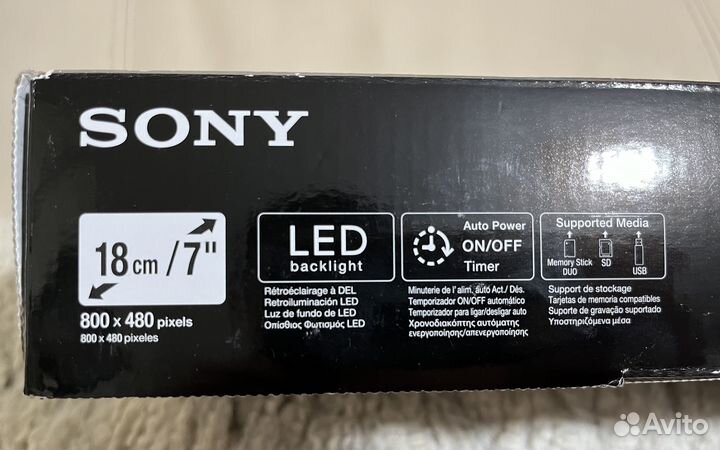 SONY
18 cm / 7"
800 x 480 pixels
800 x 480 píxeles
LED
backlight
Rétroéclairage à DEL
Retroiluminación LED
Luz de fundo de LED
Οπίσθιος Φωτισμός LED
Auto Power
ON/OFF
Timer
Minuterie de l'alim. auto Act./ Dés.
Temporizador ON/OFF automático
Temporizador para ligar/desligar auto
Χρονοδιακόπτης αυτόματης
ενεργοποίησης/απενεργοποίησης
Supported Media
Memory Stick
DUO
SD
USB
Support de stockage
Tarjetas de memoria compatibles
Suporte de gravação suportado
Υποστηριζόμενα μέσα
Avito